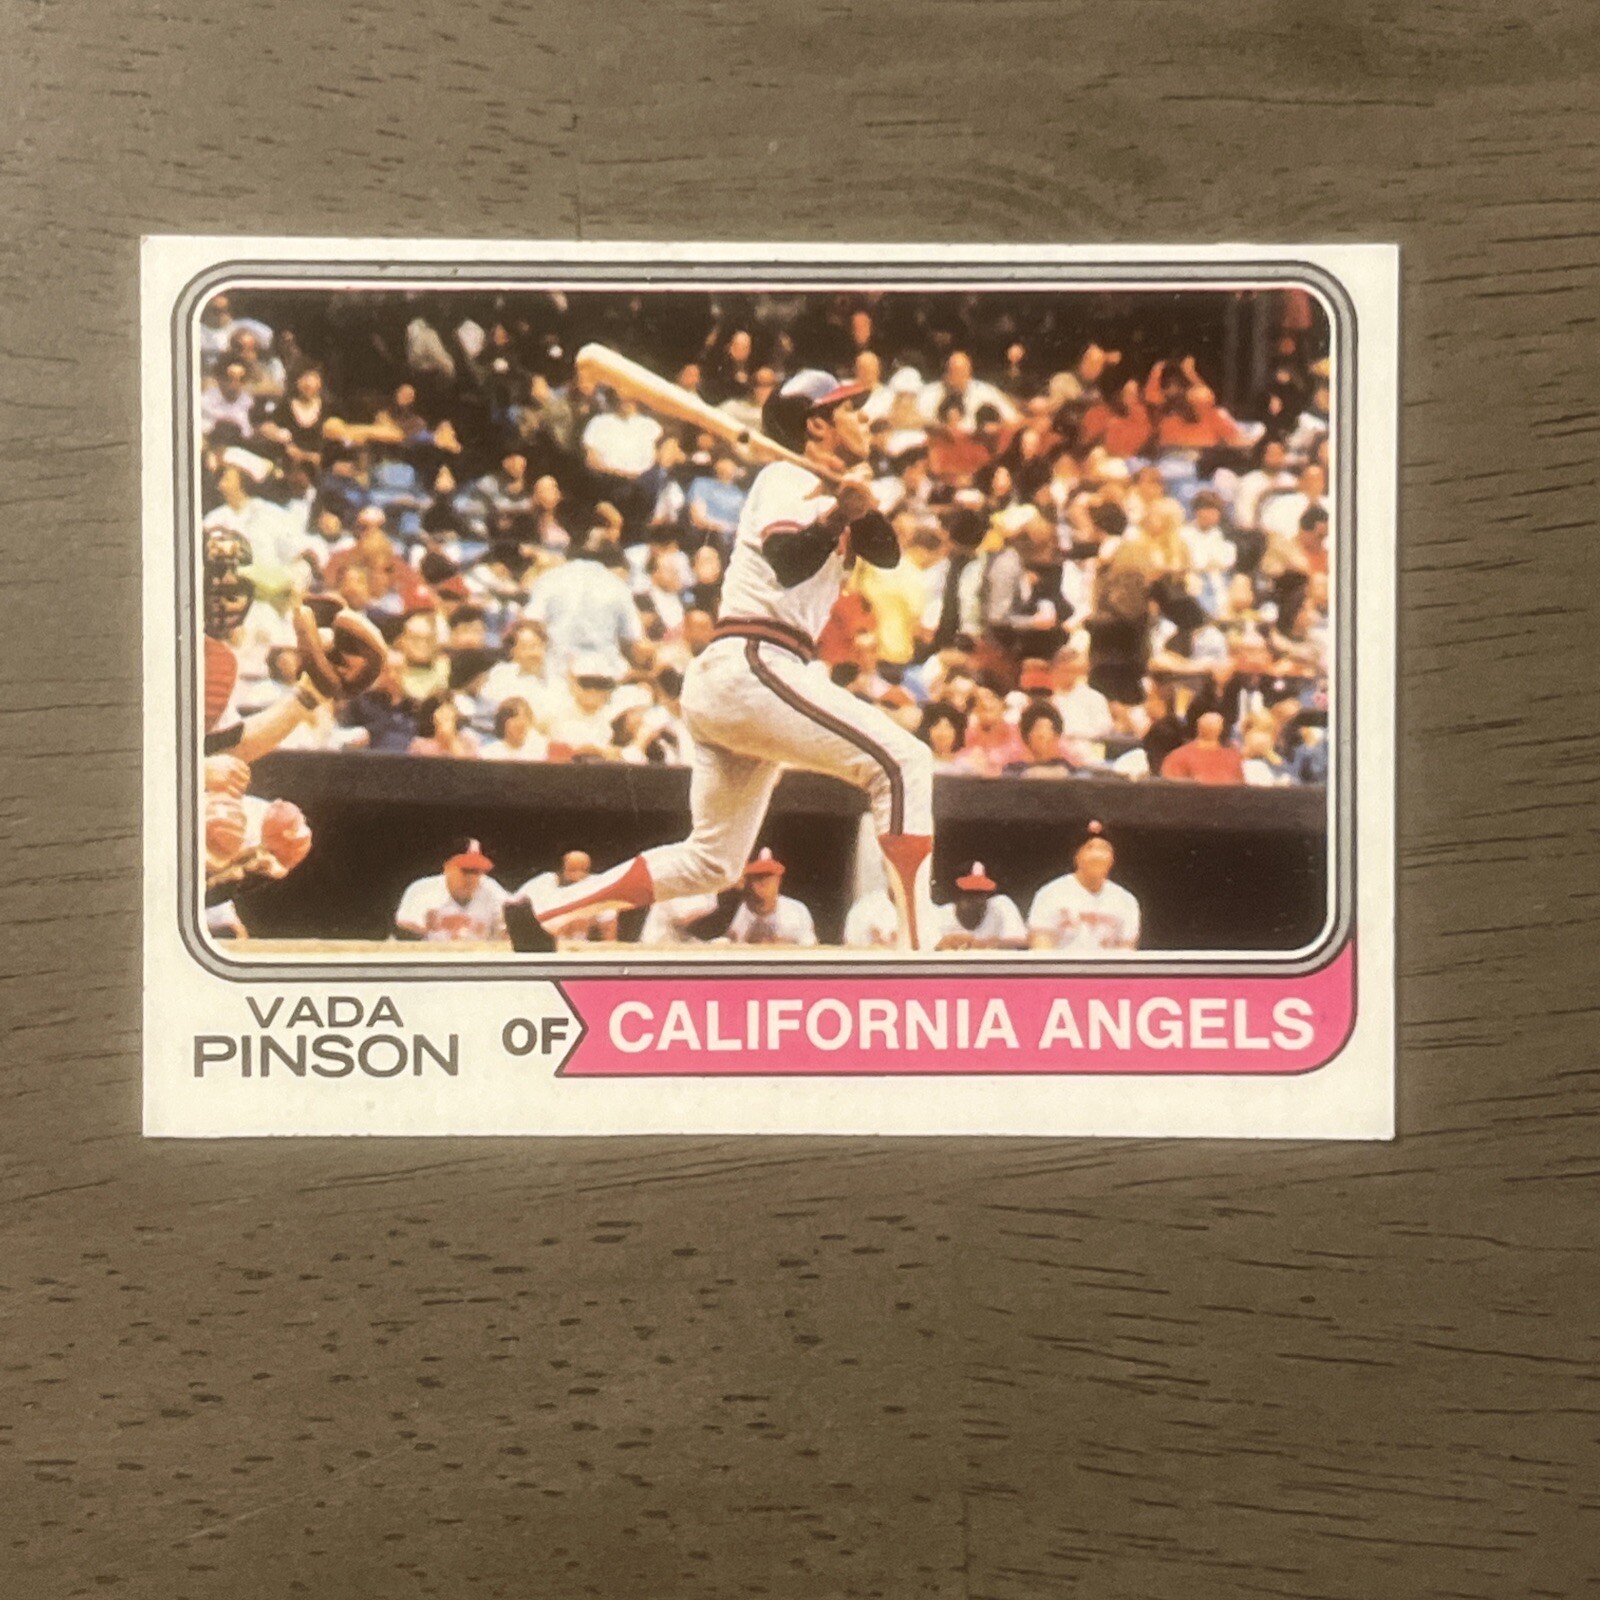 VADA
PINSON
OF
CALIFORNIA ANGELS